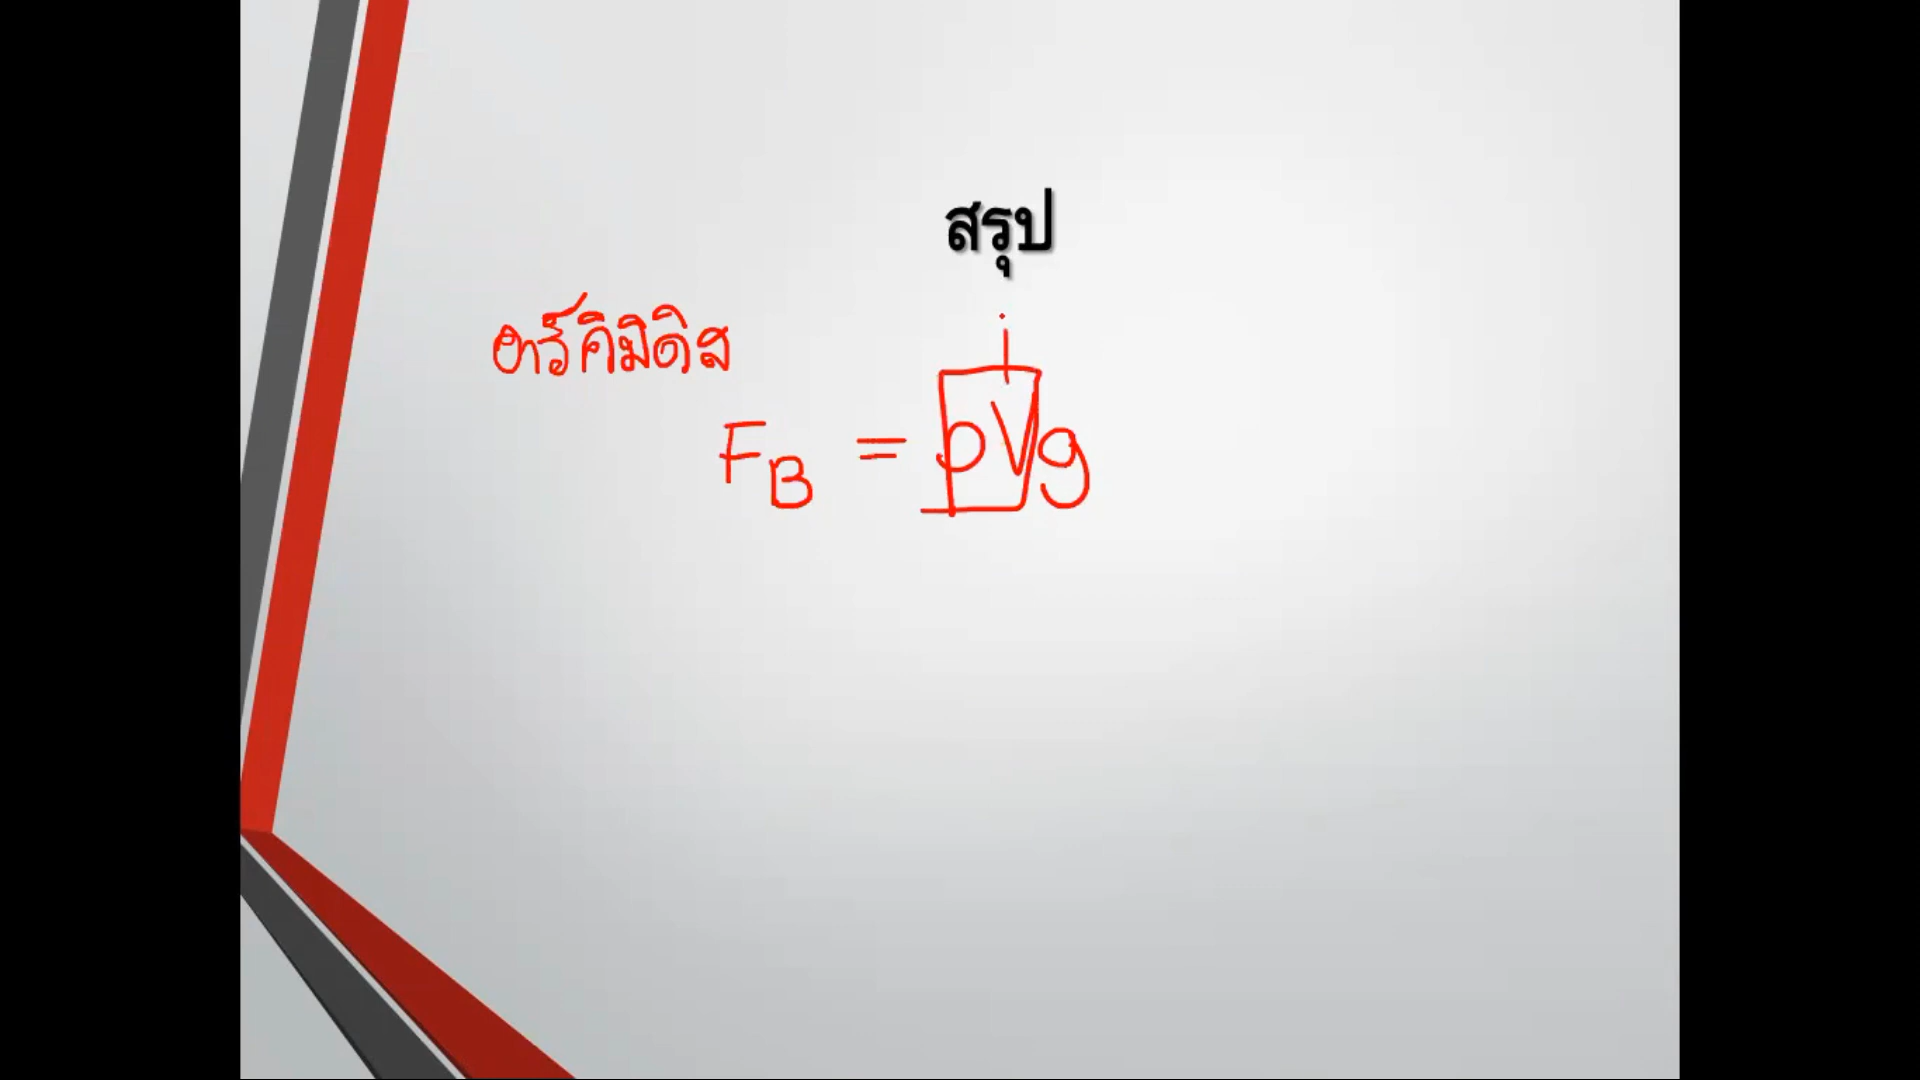 สรุป
อาร์คิมิดิส
F_B = ρVg